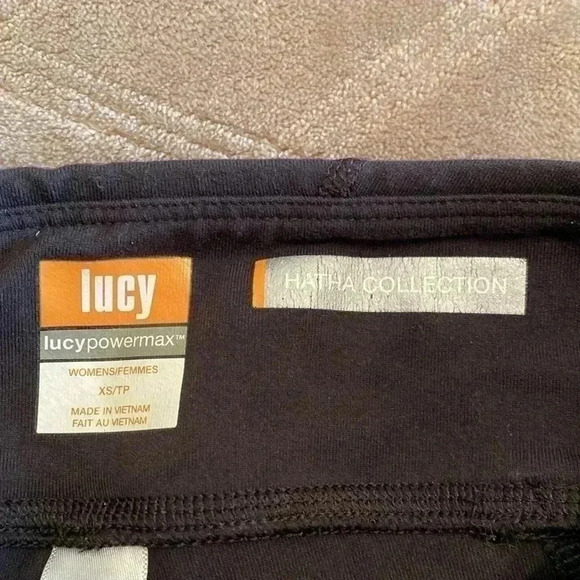 lucy
lucypowermax™
WOMENS/FEMMES
XS/TP
MADE IN VIETNAM
FAIT AU VIETNAM
HATHA COLLECTION